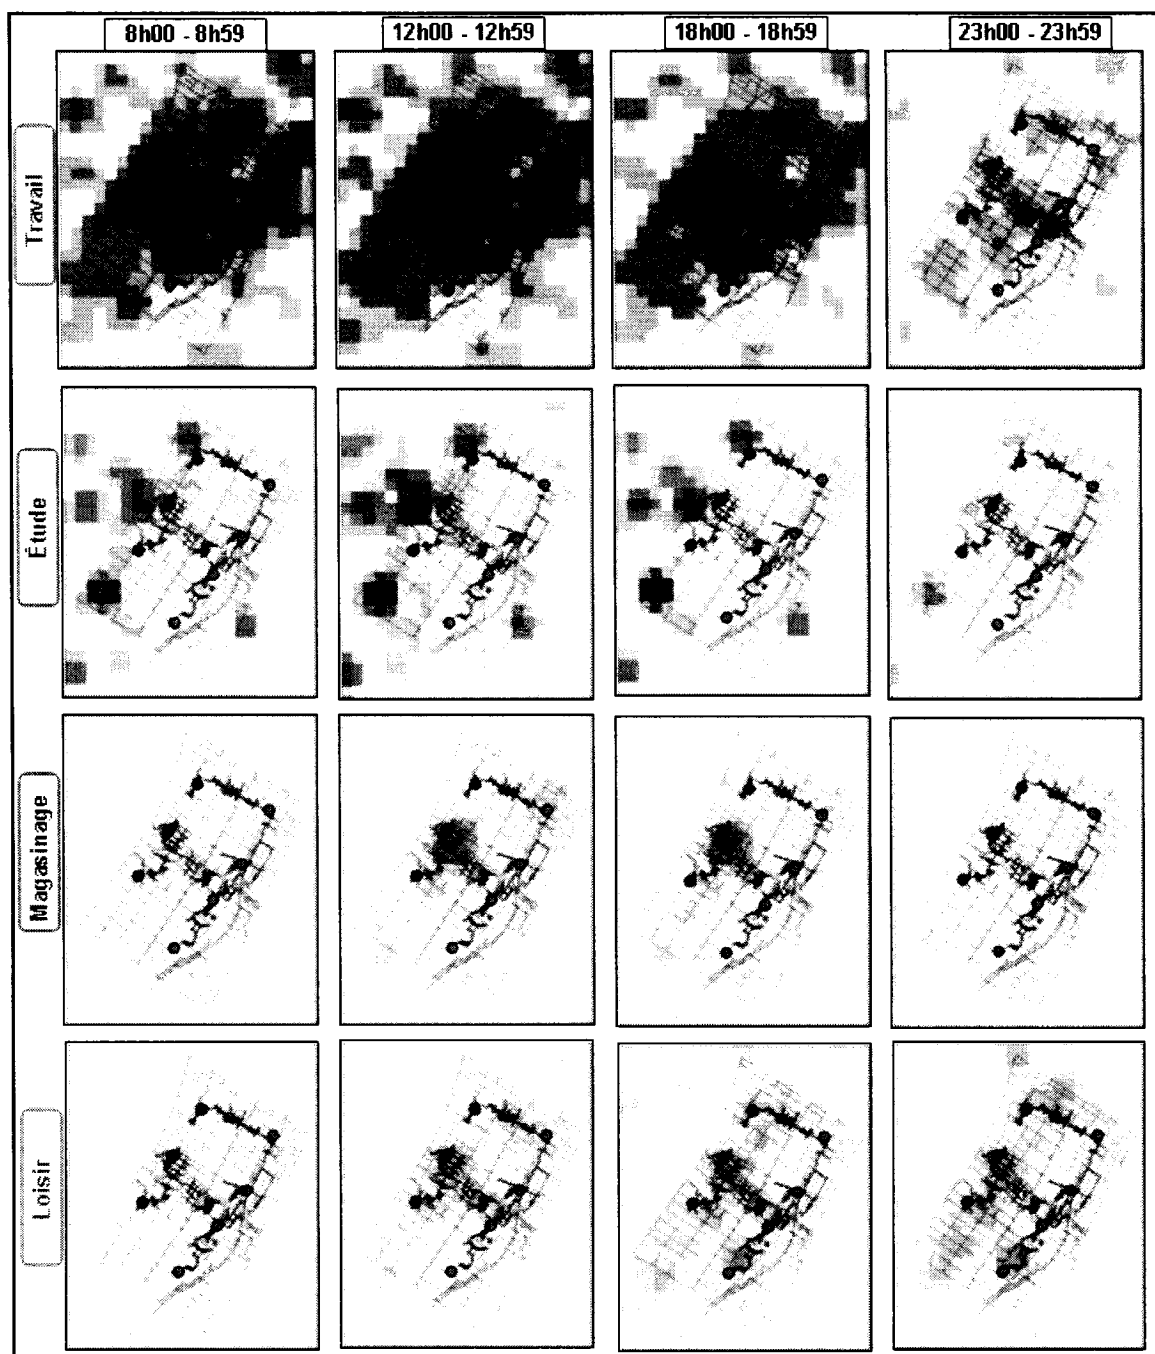 8h00 - 8h59
12h00 - 12h59
18h00 - 18h59
23h00 - 23h59
Travail
Étude
Magasinage
Loisir